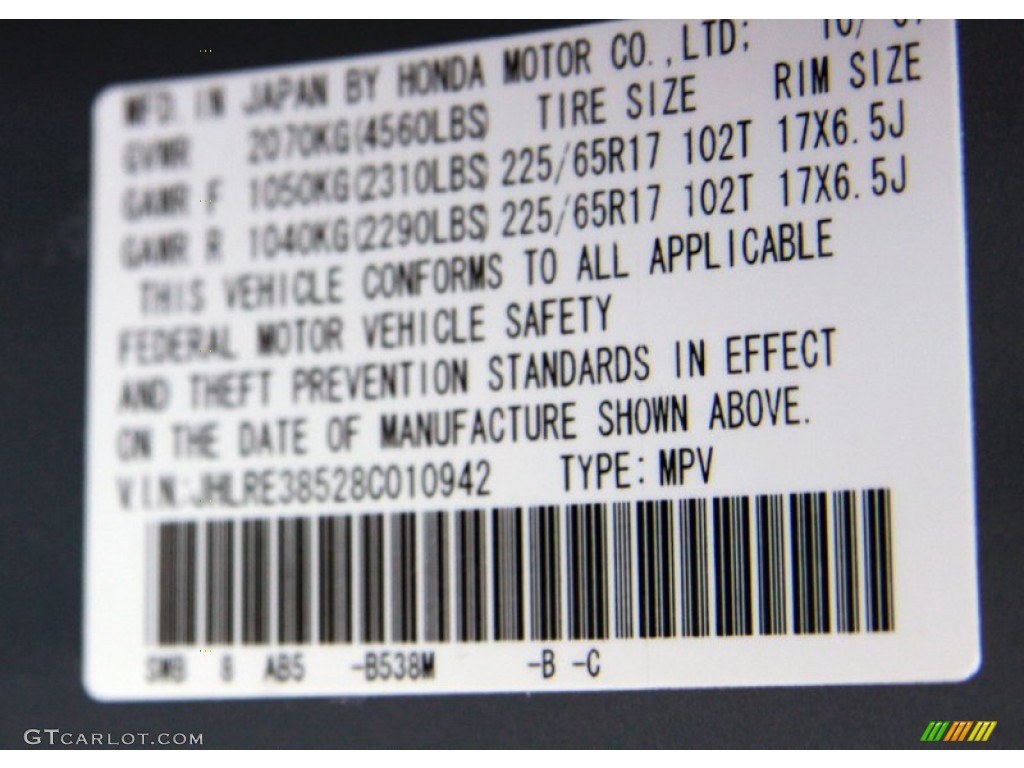 MFD. IN JAPAN BY HONDA MOTOR CO.,LTD; 10/
GVWR 2070KG(4560LBS) TIRE SIZE RIM SIZE
GAWR F 1050KG(2310LBS) 225/65R17 102T 17X6.5J
GAWR R 1040KG(2290LBS) 225/65R17 102T 17X6.5J
THIS VEHICLE CONFORMS TO ALL APPLICABLE
FEDERAL MOTOR VEHICLE SAFETY
AND THEFT PREVENTION STANDARDS IN EFFECT
ON THE DATE OF MANUFACTURE SHOWN ABOVE.
VIN:JHLRE38528C010942 TYPE:MPV
SWB B AB5 -B538M -B -C
GTCARLOT.COM